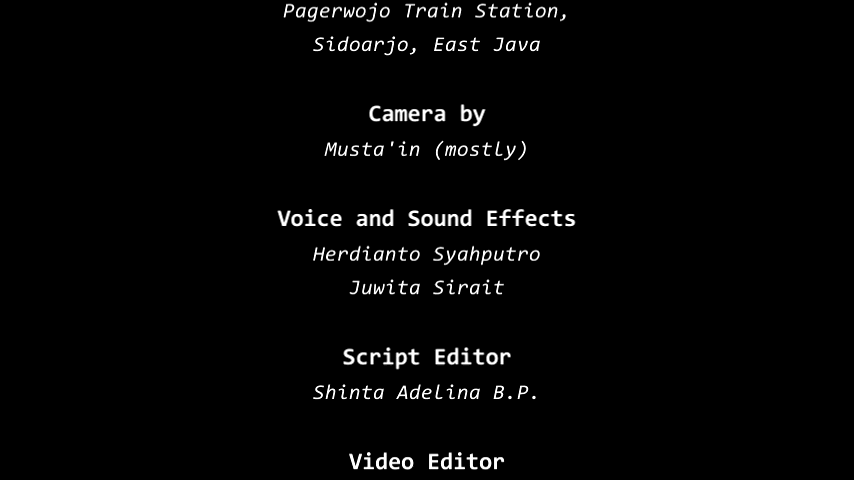 Pagerwojo Train Station,
Sidoarjo, East Java
Camera by
Musta'in (mostly)
Voice and Sound Effects
Herdianto Syahputro
Juwita Sirait
Script Editor
Shinta Adelina B.P.
Video Editor